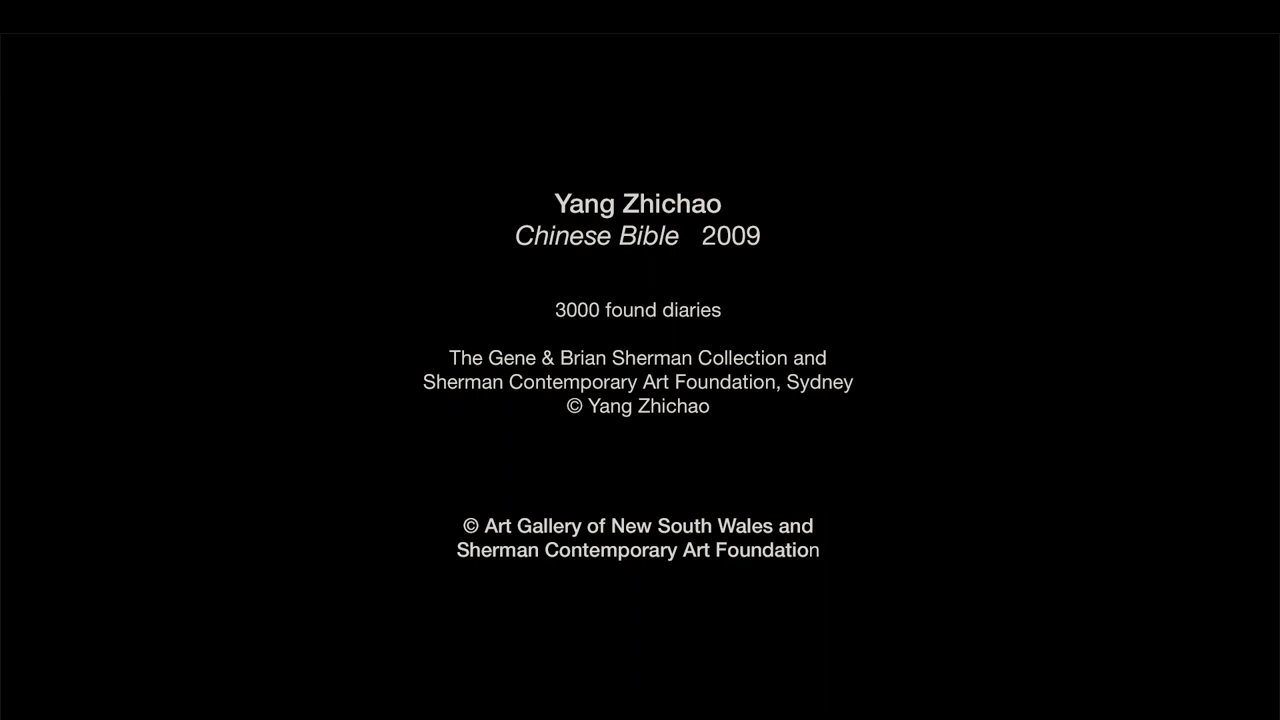 Yang Zhichao
Chinese Bible 2009
3000 found diaries
The Gene & Brian Sherman Collection and
Sherman Contemporary Art Foundation, Sydney
© Yang Zhichao
© Art Gallery of New South Wales and
Sherman Contemporary Art Foundation